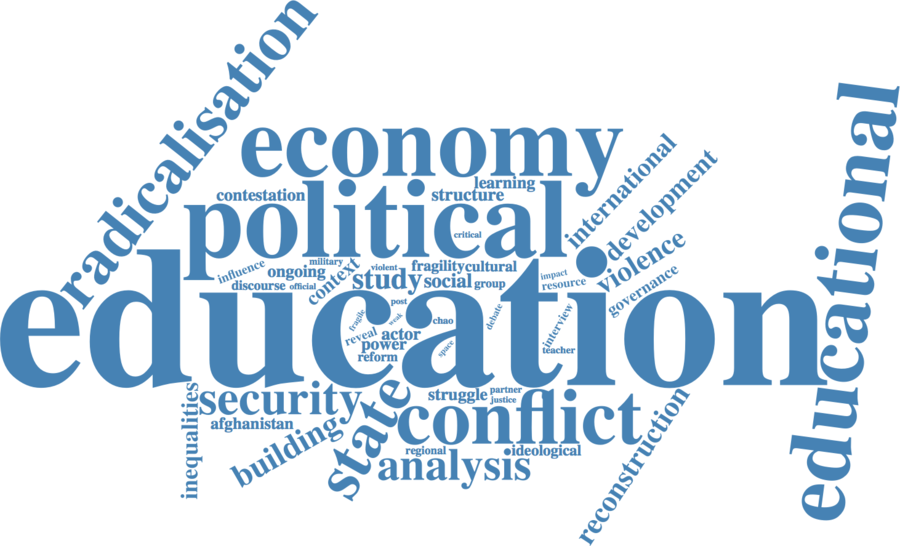 radicalisation
economy
educational
learning
international
contestation
structure
political
development
critical
violence
influence
ongoing
military
context
violent
fragility
cultural
impact
discourse
official
study
social
group
resource
governance
education
post
fragile
weak
chao
debate
interview
reveal
actor
power
space
teacher
reform
inequalities
security
state
struggle
partner
justice
conflict
reconstruction
afghanistan
building
regional
ideological
analysis